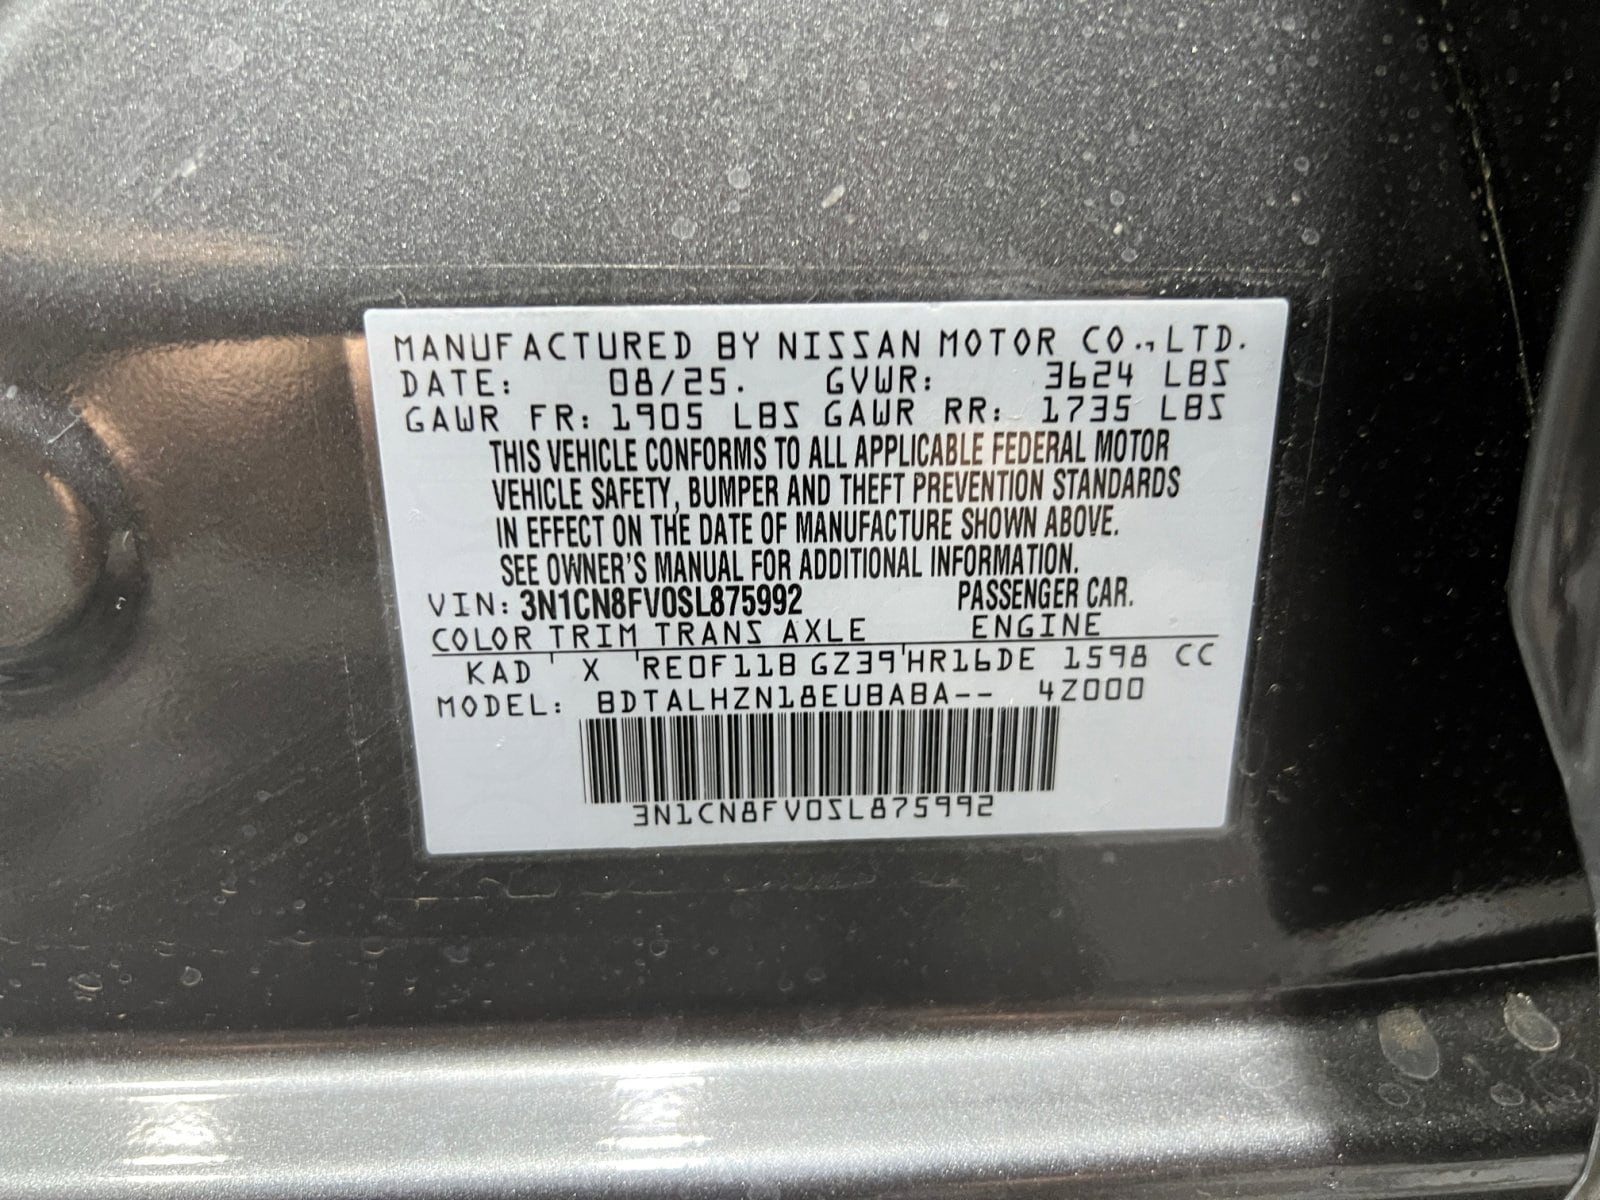 MANUFACTURED BY NISSAN MOTOR CO., LTD.
DATE: 08/25. GVWR: 3624 LBS
GAWR FR: 1905 LBS GAWR RR: 1735 LBS
THIS VEHICLE CONFORMS TO ALL APPLICABLE FEDERAL MOTOR
VEHICLE SAFETY, BUMPER AND THEFT PREVENTION STANDARDS
IN EFFECT ON THE DATE OF MANUFACTURE SHOWN ABOVE.
SEE OWNER'S MANUAL FOR ADDITIONAL INFORMATION.
VIN: 3N1CN8FV0SL875992 PASSENGER CAR.
COLOR TRIM TRANS AXLE ENGINE
KAD X RE0F11B GZ39 HR16DE 1598 CC
MODEL: BDTALHZN18EUBABA-- 4Z000
3N1CN8FV0SL875992